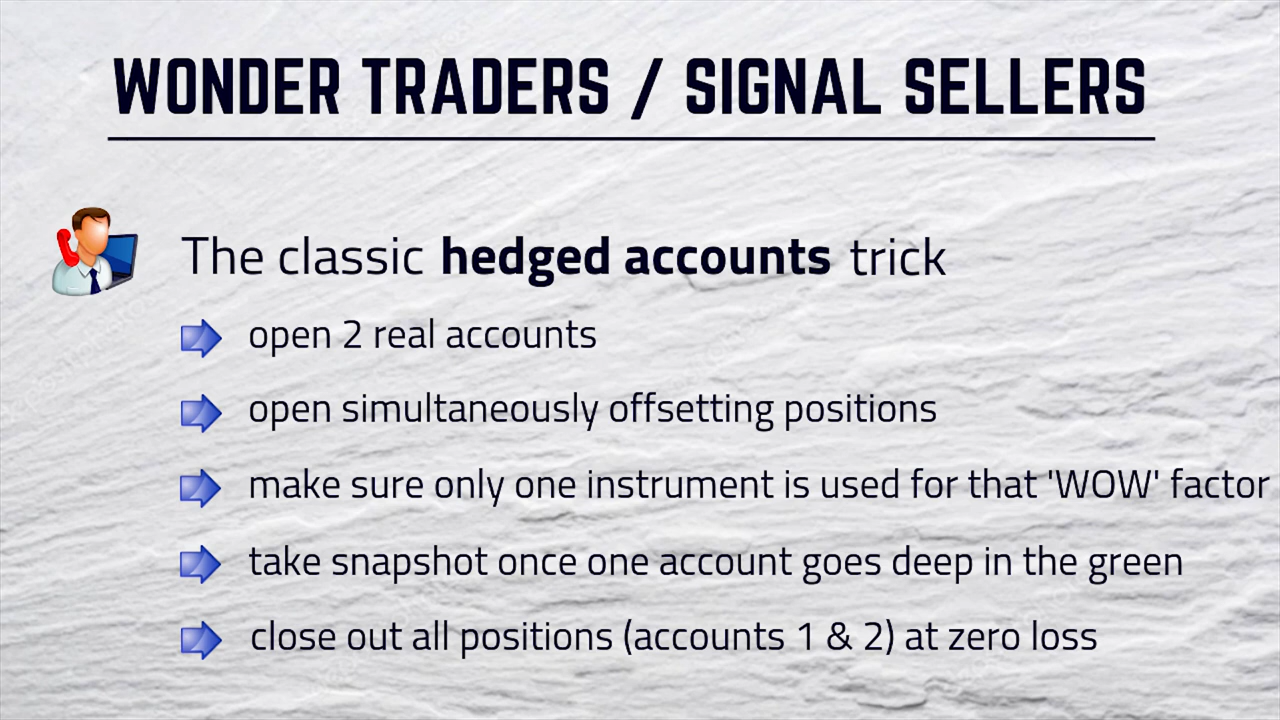 WONDER TRADERS / SIGNAL SELLERS
The classic hedged accounts trick
open 2 real accounts
open simultaneously offsetting positions
make sure only one instrument is used for that 'WOW' factor
take snapshot once one account goes deep in the green
close out all positions (accounts 1 & 2) at zero loss